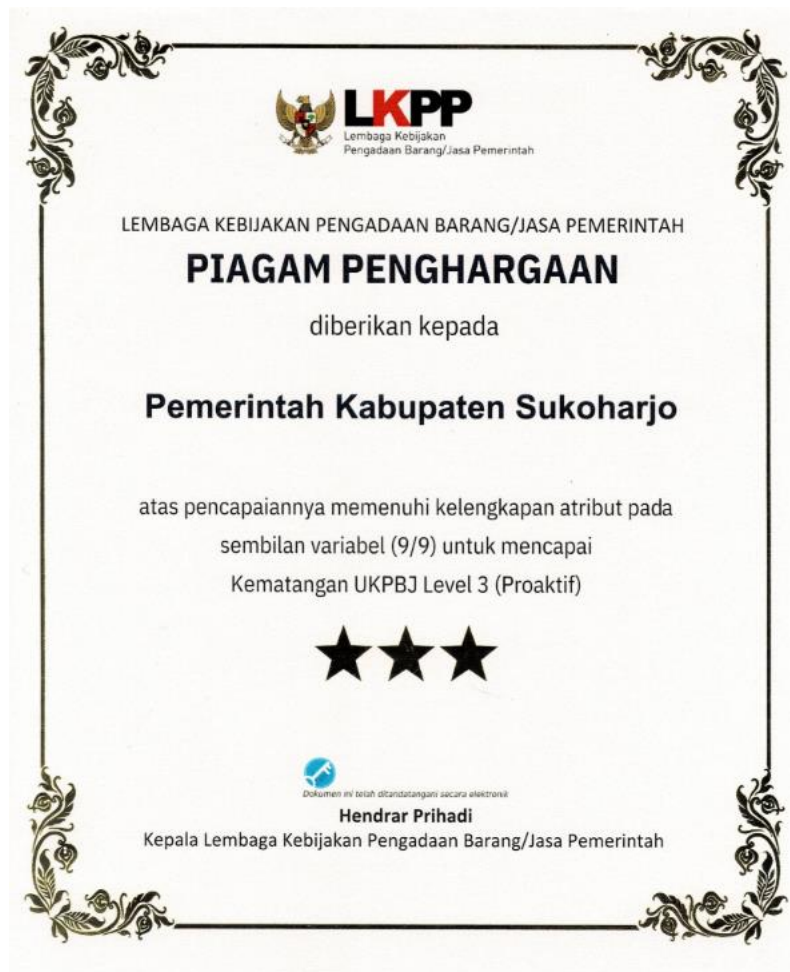 LKPP
Lembaga Kebijakan
Pengadaan Barang/Jasa Pemerintah
LEMBAGA KEBIJAKAN PENGADAAN BARANG/JASA PEMERINTAH
PIAGAM PENGHARGAAN
diberikan kepada
Pemerintah Kabupaten Sukoharjo
atas pencapaiannya memenuhi kelengkapan atribut pada
sembilan variabel (9/9) untuk mencapai
Kematangan UKPBJ Level 3 (Proaktif)
Dokumen ini telah ditandatangani secara elektronik
Hendrar Prihadi
Kepala Lembaga Kebijakan Pengadaan Barang/Jasa Pemerintah